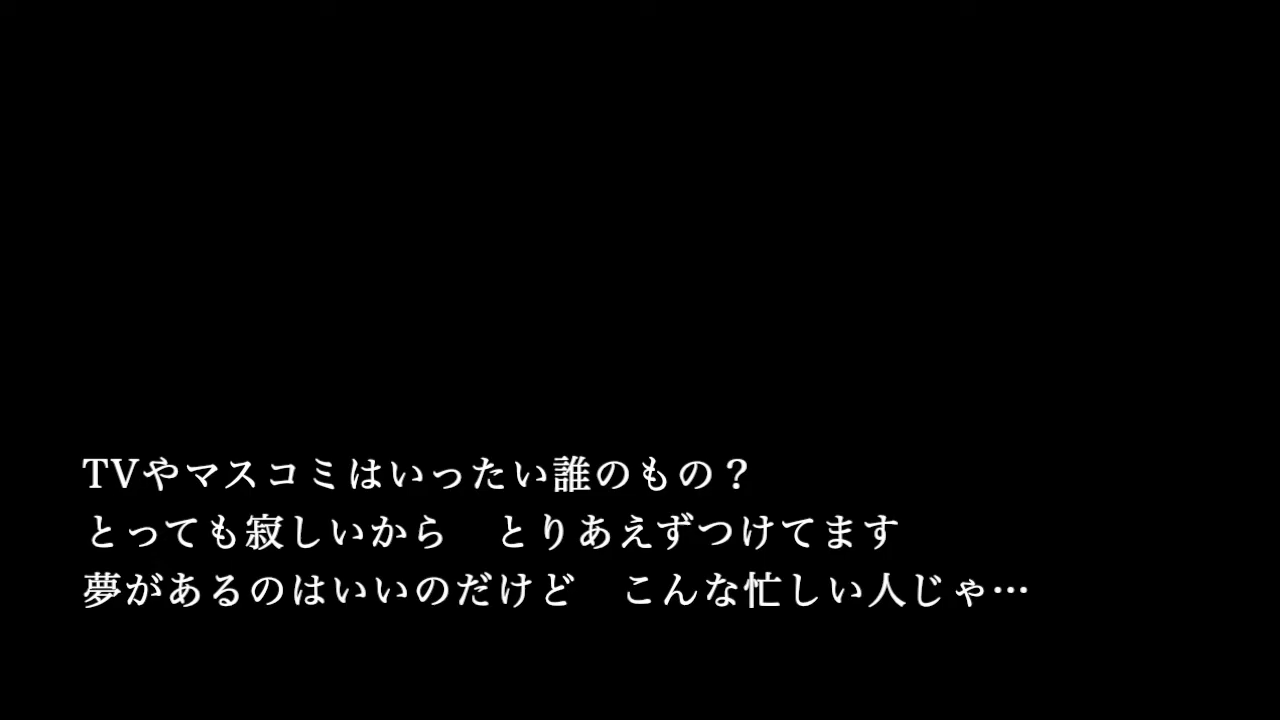 TVやマスコミはいったい誰のもの？
とっても寂しいから　とりあえずつけてます
夢があるのはいいのだけど　こんな忙しい人じゃ…